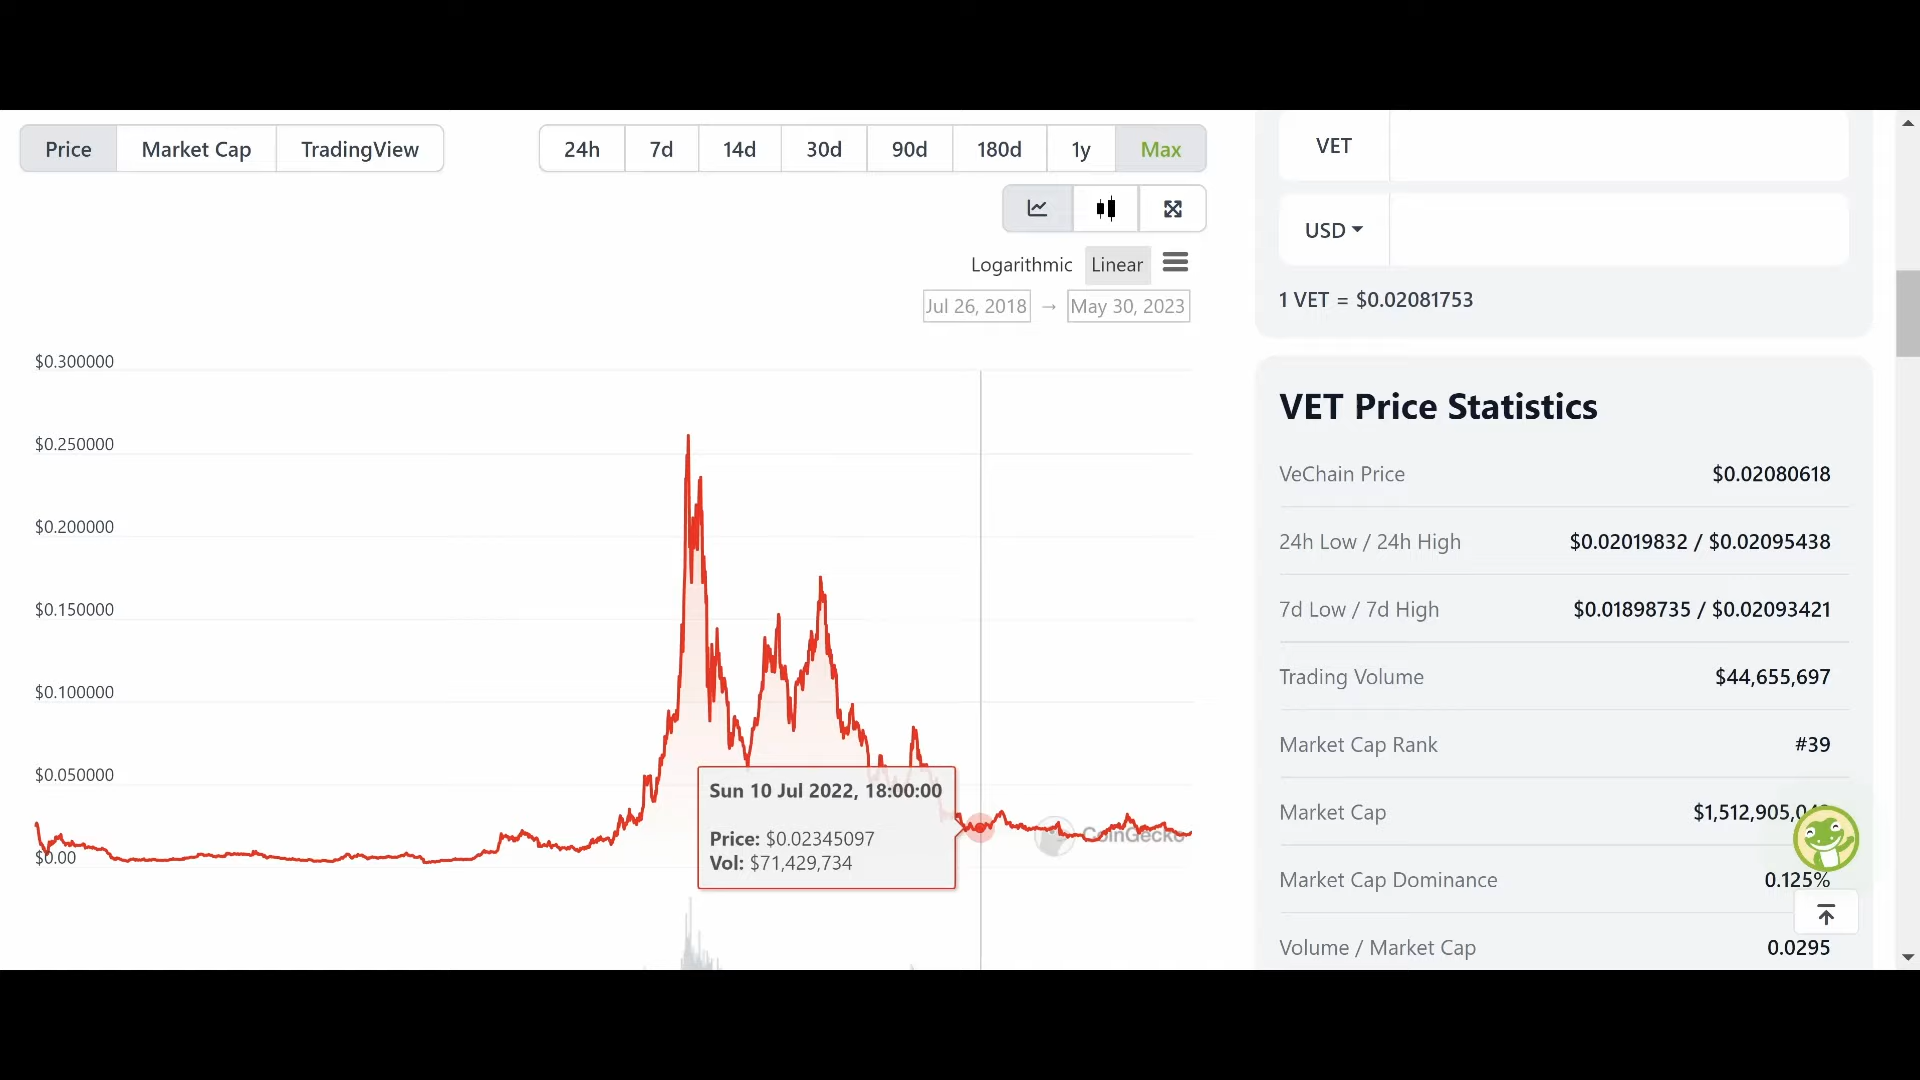 Price Market Cap TradingView
24h 7d 14d 30d 90d 180d 1y Max
Logarithmic Linear
Jul 26, 2018 → May 30, 2023
$0.300000
$0.250000
$0.200000
$0.150000
$0.100000
$0.050000
$0.00
Sun 10 Jul 2022, 18:00:00
Price: $0.02345097
Vol: $71,429,734
CoinGecko
VET
USD
1 VET = $0.02081753
VET Price Statistics
VeChain Price $0.02080618
24h Low / 24h High $0.02019832 / $0.02095438
7d Low / 7d High $0.01898735 / $0.02093421
Trading Volume $44,655,697
Market Cap Rank #39
Market Cap
Market Cap Dominance 0.125%
Volume / Market Cap 0.0295